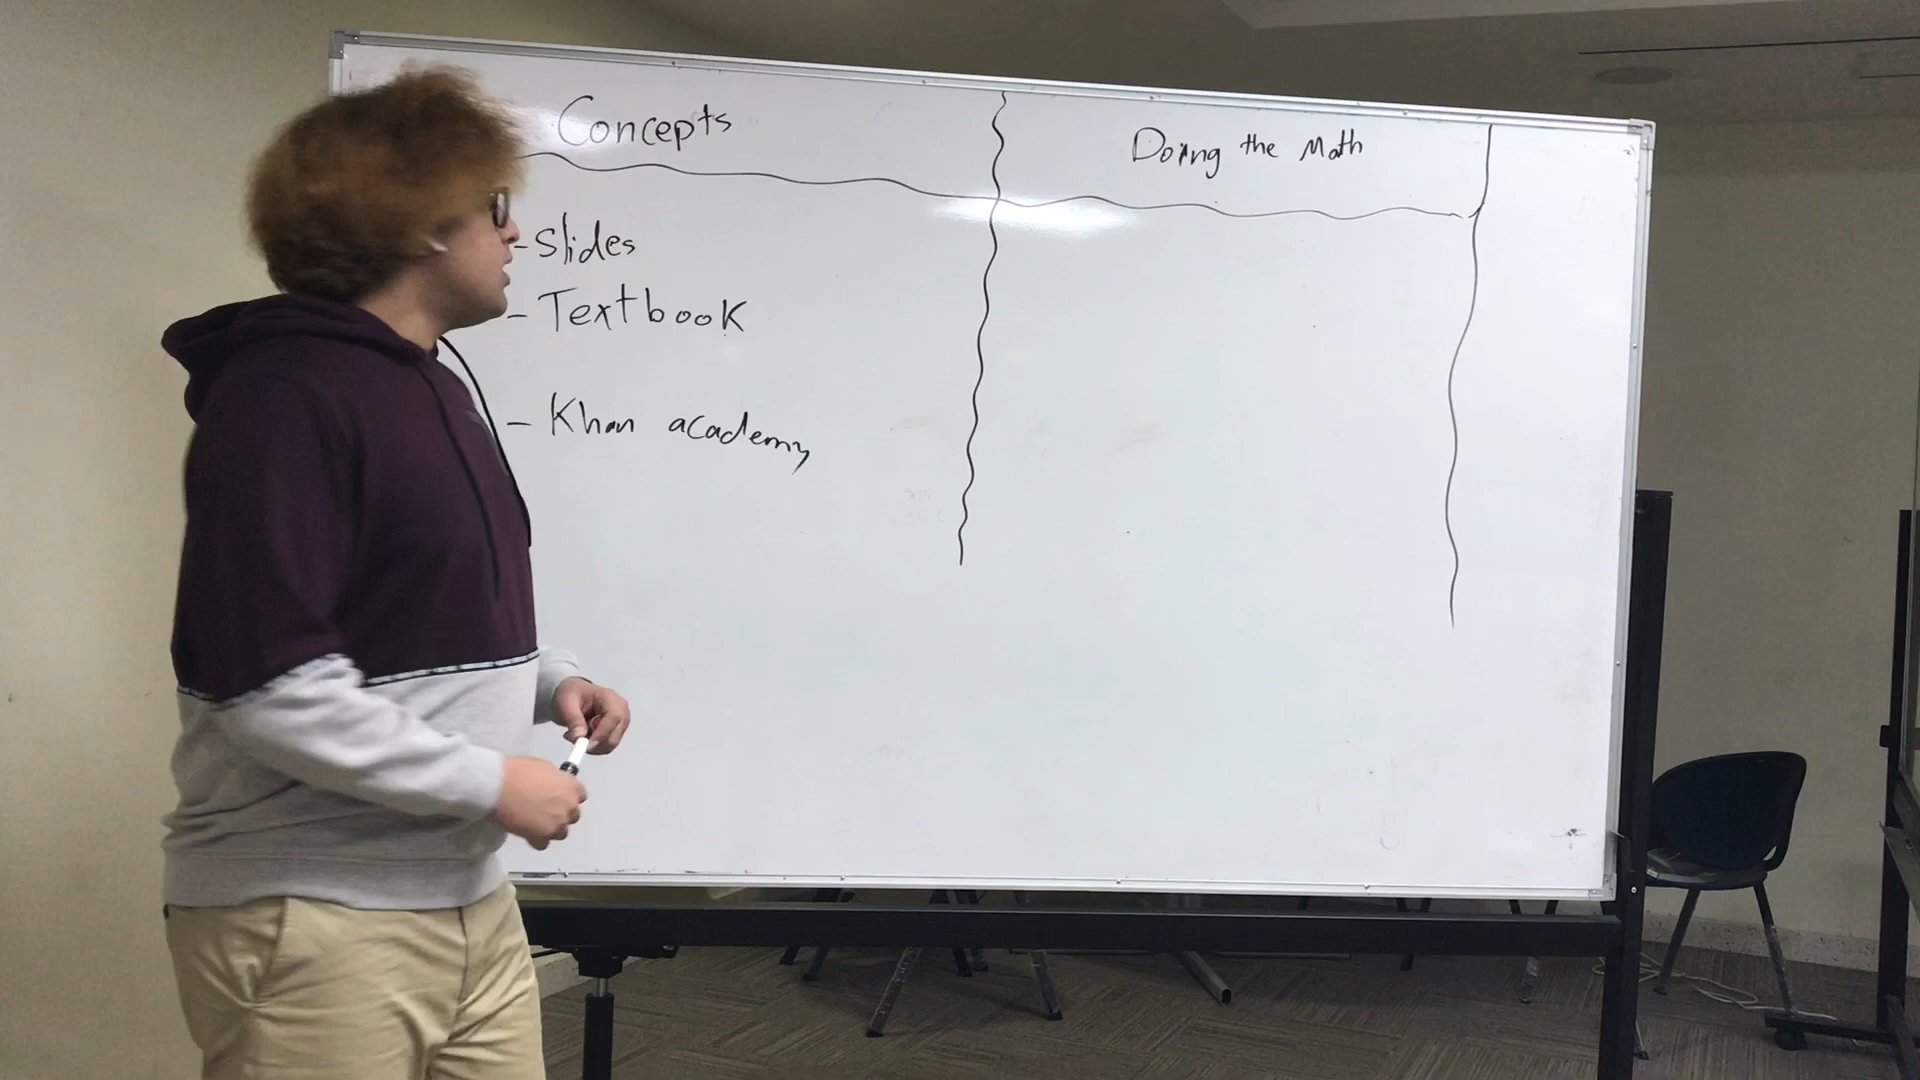 Concepts
Doing the Math
- Slides
- Textbook
- Khan academy